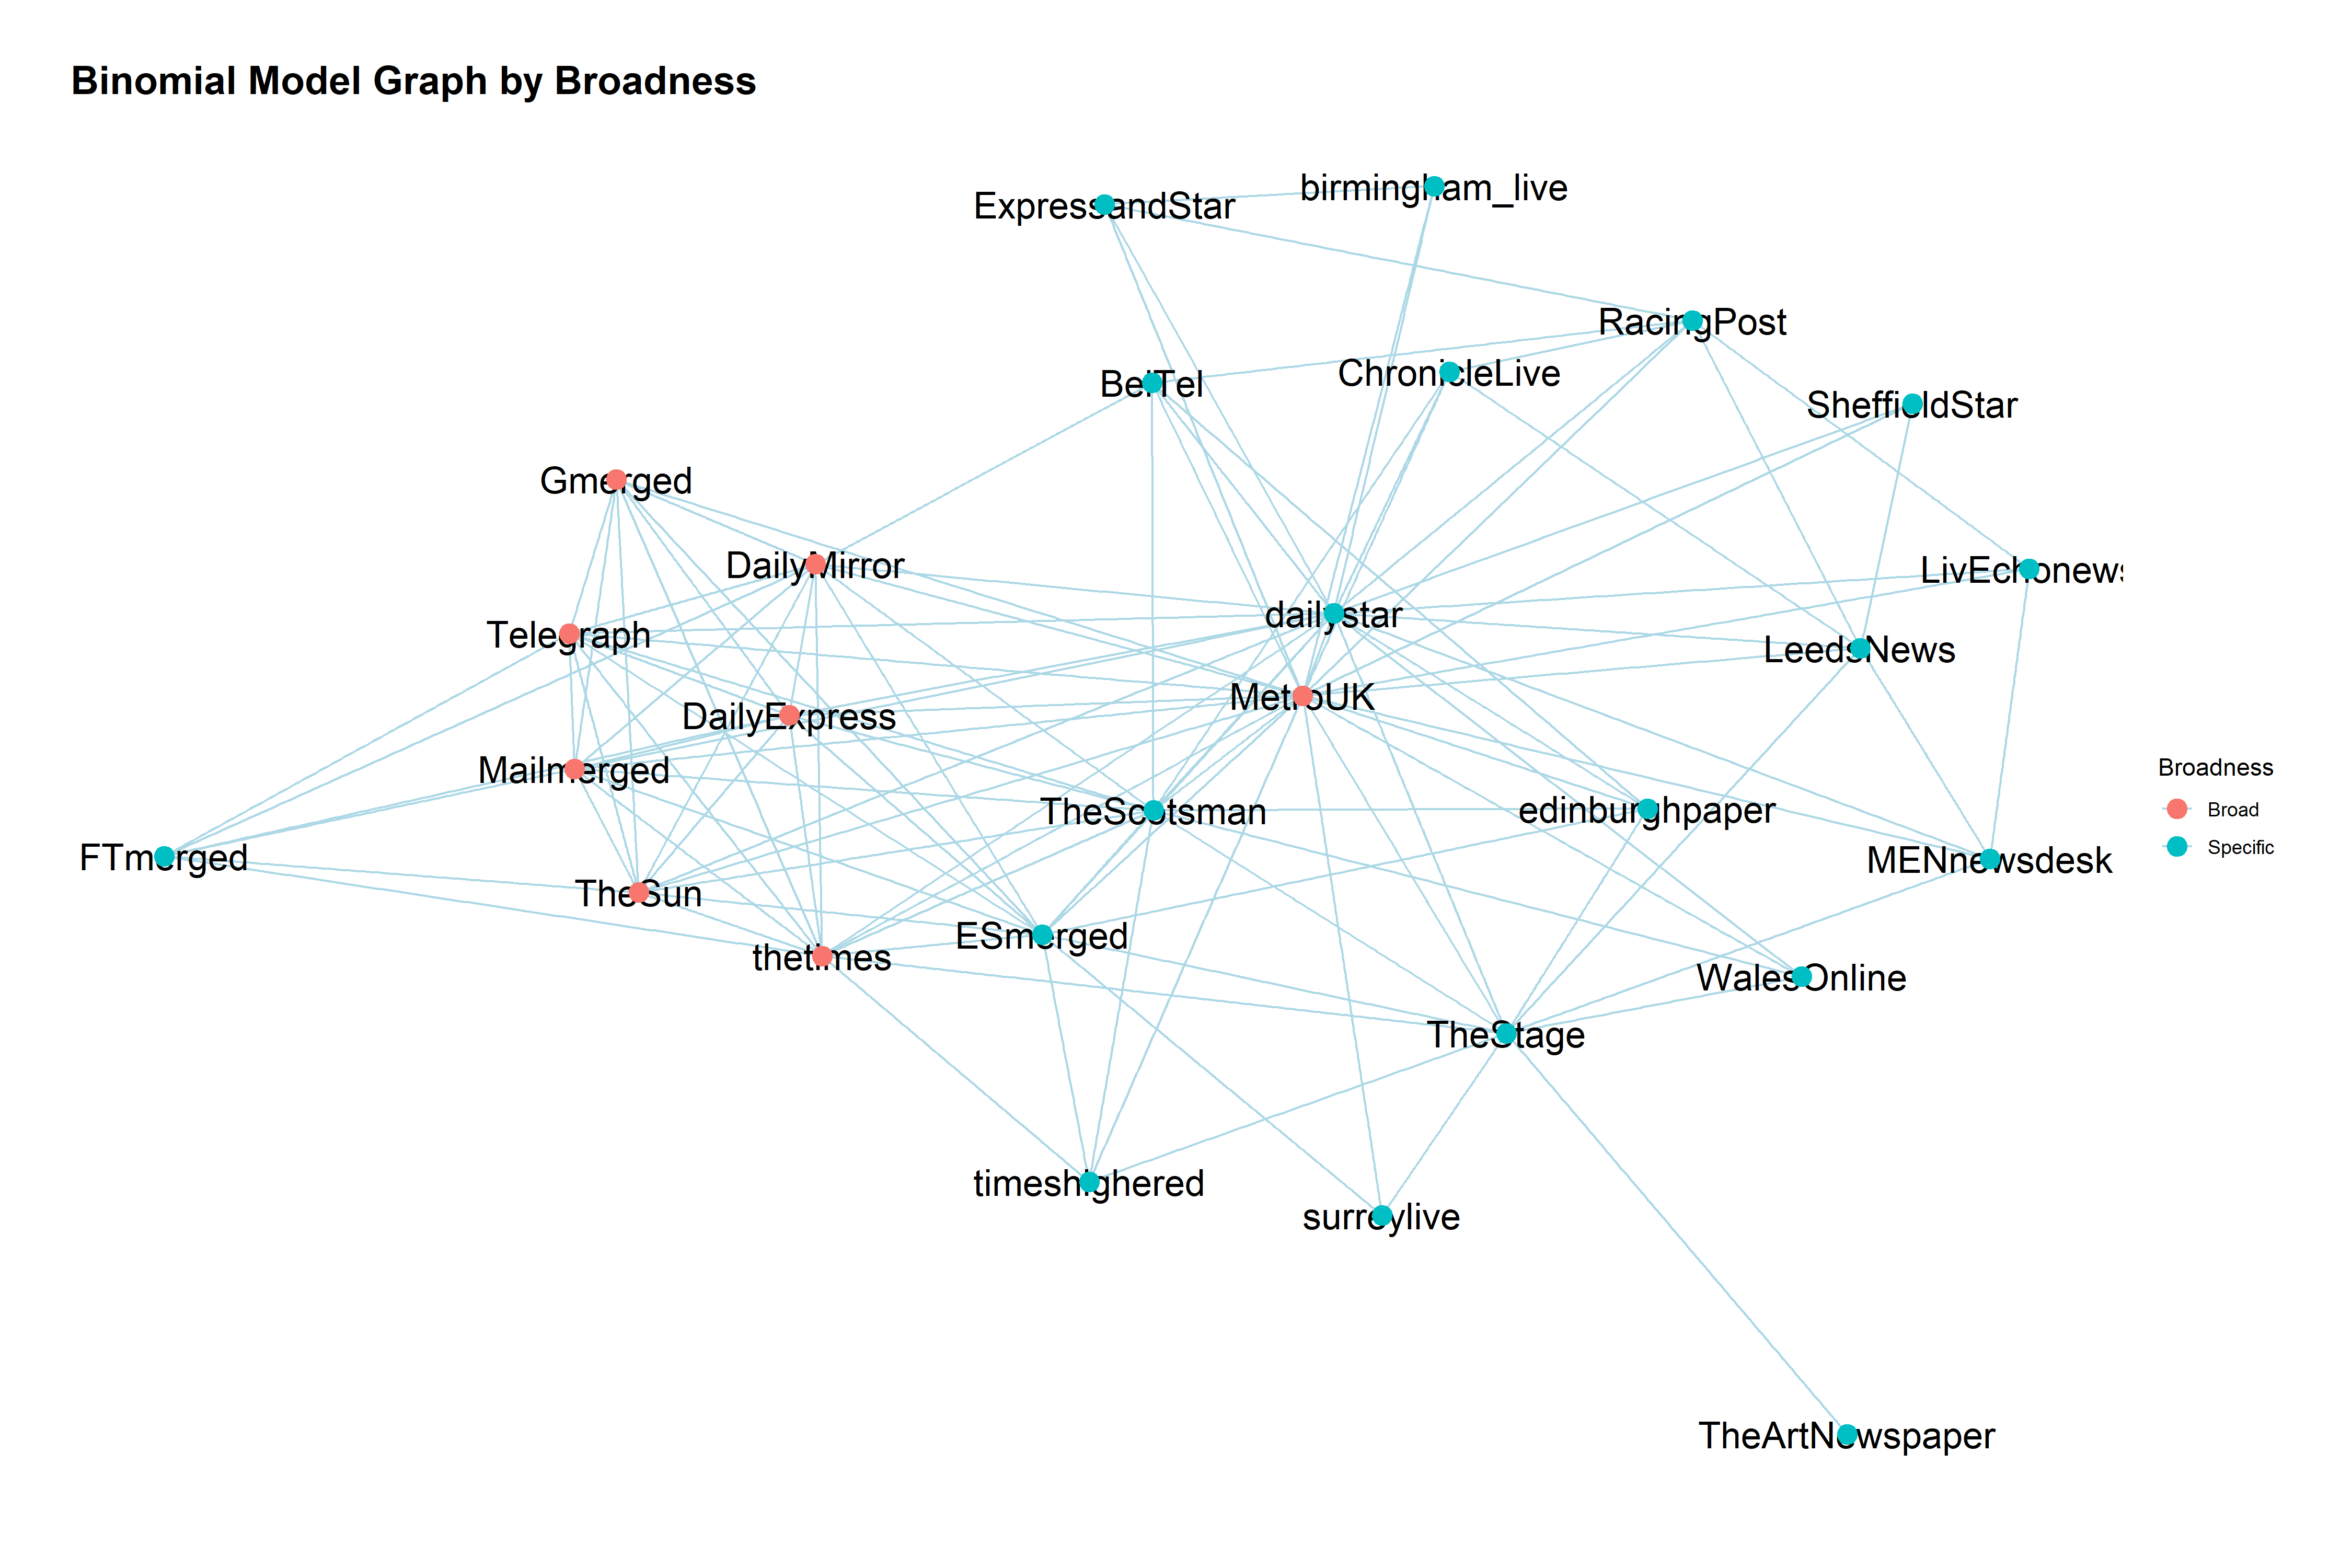 Binomial Model Graph by Broadness
birmingham_live
ExpressandStar
RacingPost
ChronicleLive
BelTel
SheffieldStar
Gmerged
DailyMirror
LivEchonews
dailystar
Telegraph
LeedsNews
MetroUK
DailyExpress
Mailmerged
Broadness
Broad
Specific
TheScotsman
edinburghpaper
FTmerged
MENnewsdesk
TheSun
ESmerged
thetimes
WalesOnline
TheStage
timeshighered
surreylive
TheArtNewspaper